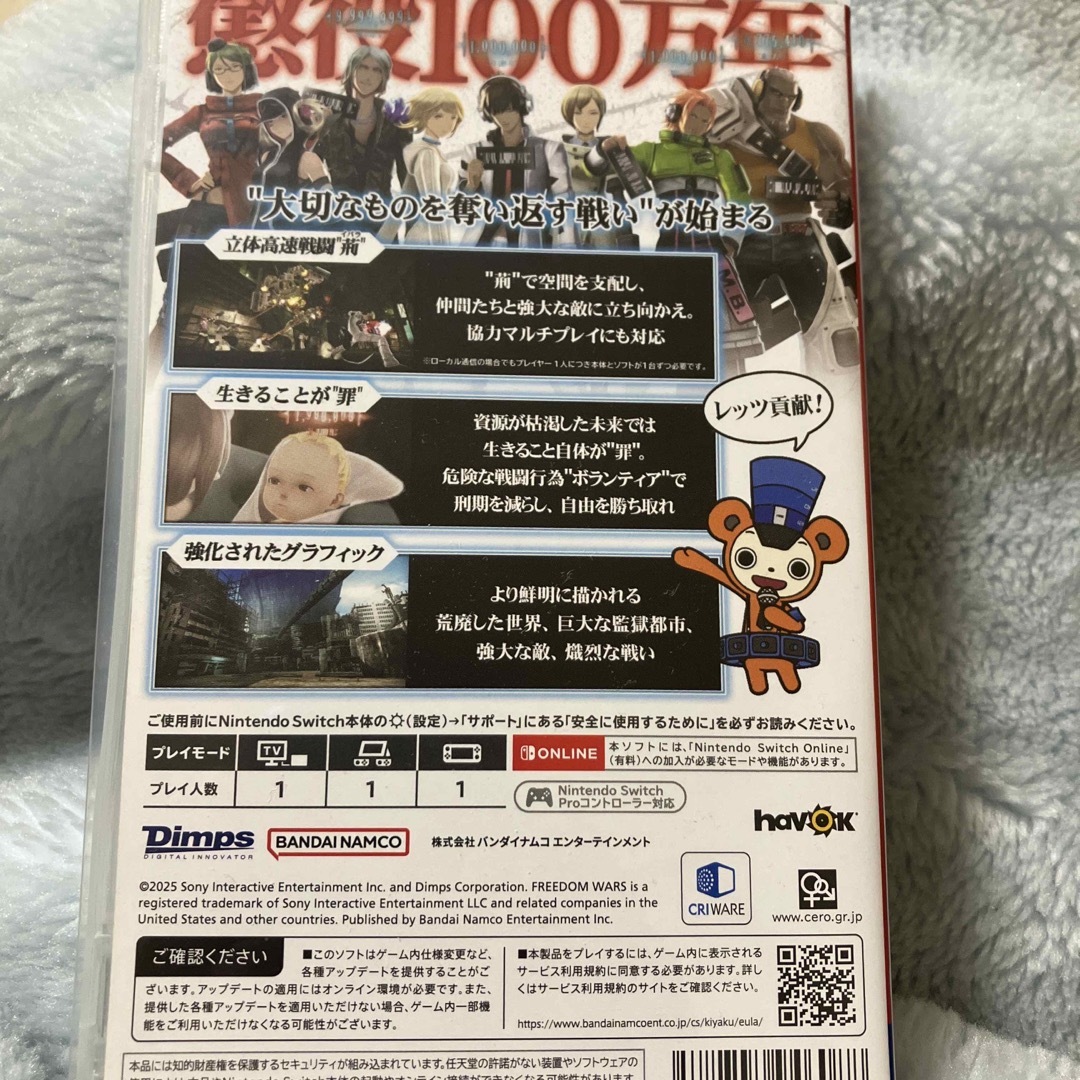 懲役100万年
1,000,000
"大切なものを奪い返す戦い"が始まる
立体高速戦闘"荊"
イバラ
"荊"で空間を支配し、
仲間たちと強大な敵に立ち向かえ。
協力マルチプレイにも対応
※ローカル通信の場合でもプレイヤー1人につき本体とソフトが1台ずつ必要です。
生きることが"罪"
資源が枯渇した未来では
生きること自体が"罪"。
危険な戦闘行為"ボランティア"で
刑期を減らし、自由を勝ち取れ
レッツ貢献!
強化されたグラフィック
より鮮明に描かれる
荒廃した世界、巨大な監獄都市、
強大な敵、熾烈な戦い
ご使用前にNintendo Switch本体の(設定)→「サポート」にある「安全に使用するために」を必ずお読みください。
プレイモード
TV
ONLINE
本ソフトには、「Nintendo Switch Online」
(有料)への加入が必要なモードや機能があります。
プレイ人数 1 1 1
Nintendo Switch
Proコントローラー対応
havok
Dimps
DIGITAL INNOVATOR
BANDAI NAMCO
株式会社バンダイナムコ エンターテインメント
©2025 Sony Interactive Entertainment Inc. and Dimps Corporation. FREEDOM WARS is a
registered trademark of Sony Interactive Entertainment LLC and related companies in the
United States and other countries. Published by Bandai Namco Entertainment Inc.
CRIWARE
www.cero.gr.jp
ご確認ください
■このソフトはゲーム内仕様変更など、
各種アップデートを提供することがご
ざいます。アップデートの適用にはオンライン環境が必要です。また、
提供した各種アップデートを適用いただけない場合、ゲーム内一部機
能をご利用いただけなくなる可能性がございます。
■本製品をプレイするには、ゲーム内に表示される
サービス利用規約に同意する必要があります。詳し
くはサービス利用規約のサイトをご確認ください。
https://www.bandainamcoent.co.jp/cs/kiyaku/eula/
本品には知的財産権を保護するセキュリティが組み込まれています。任天堂の許諾がない装置やソフトウェアの